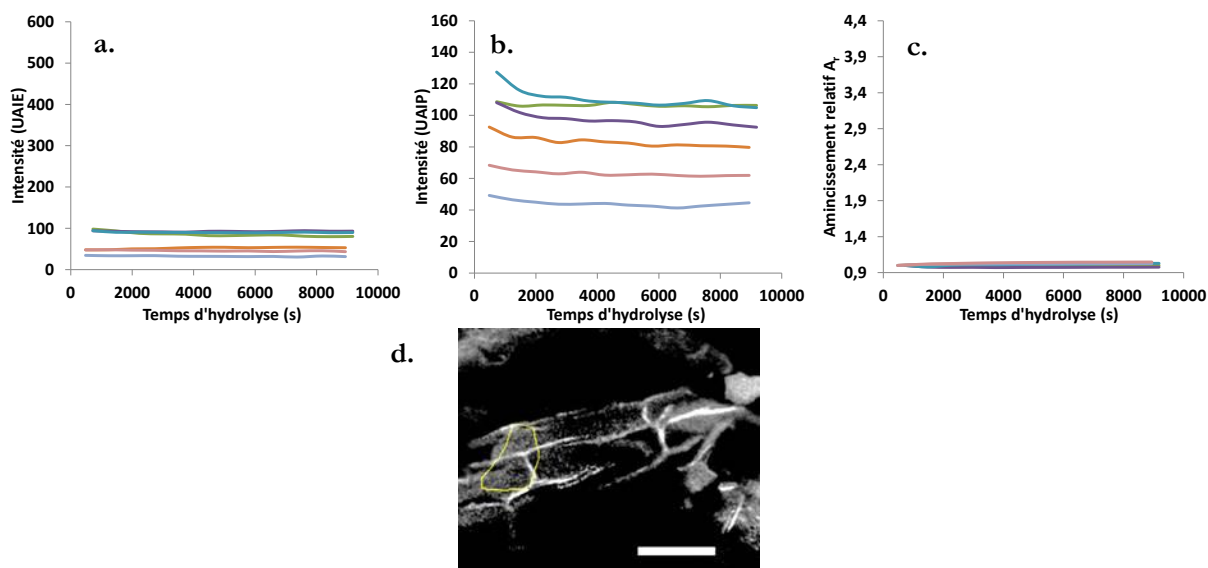 a.
Intensité (UAIE)
600
500
400
300
200
100
0
0 2000 4000 6000 8000 10000
Temps d'hydrolyse (s)
b.
Intensité (UAIP)
160
140
120
100
80
60
40
20
0
0 2000 4000 6000 8000 10000
Temps d'hydrolyse (s)
c.
Amincissement relatif Ar
4,4
3,9
3,4
2,9
2,4
1,9
1,4
0,9
0 2000 4000 6000 8000 10000
Temps d'hydrolyse (s)
d.